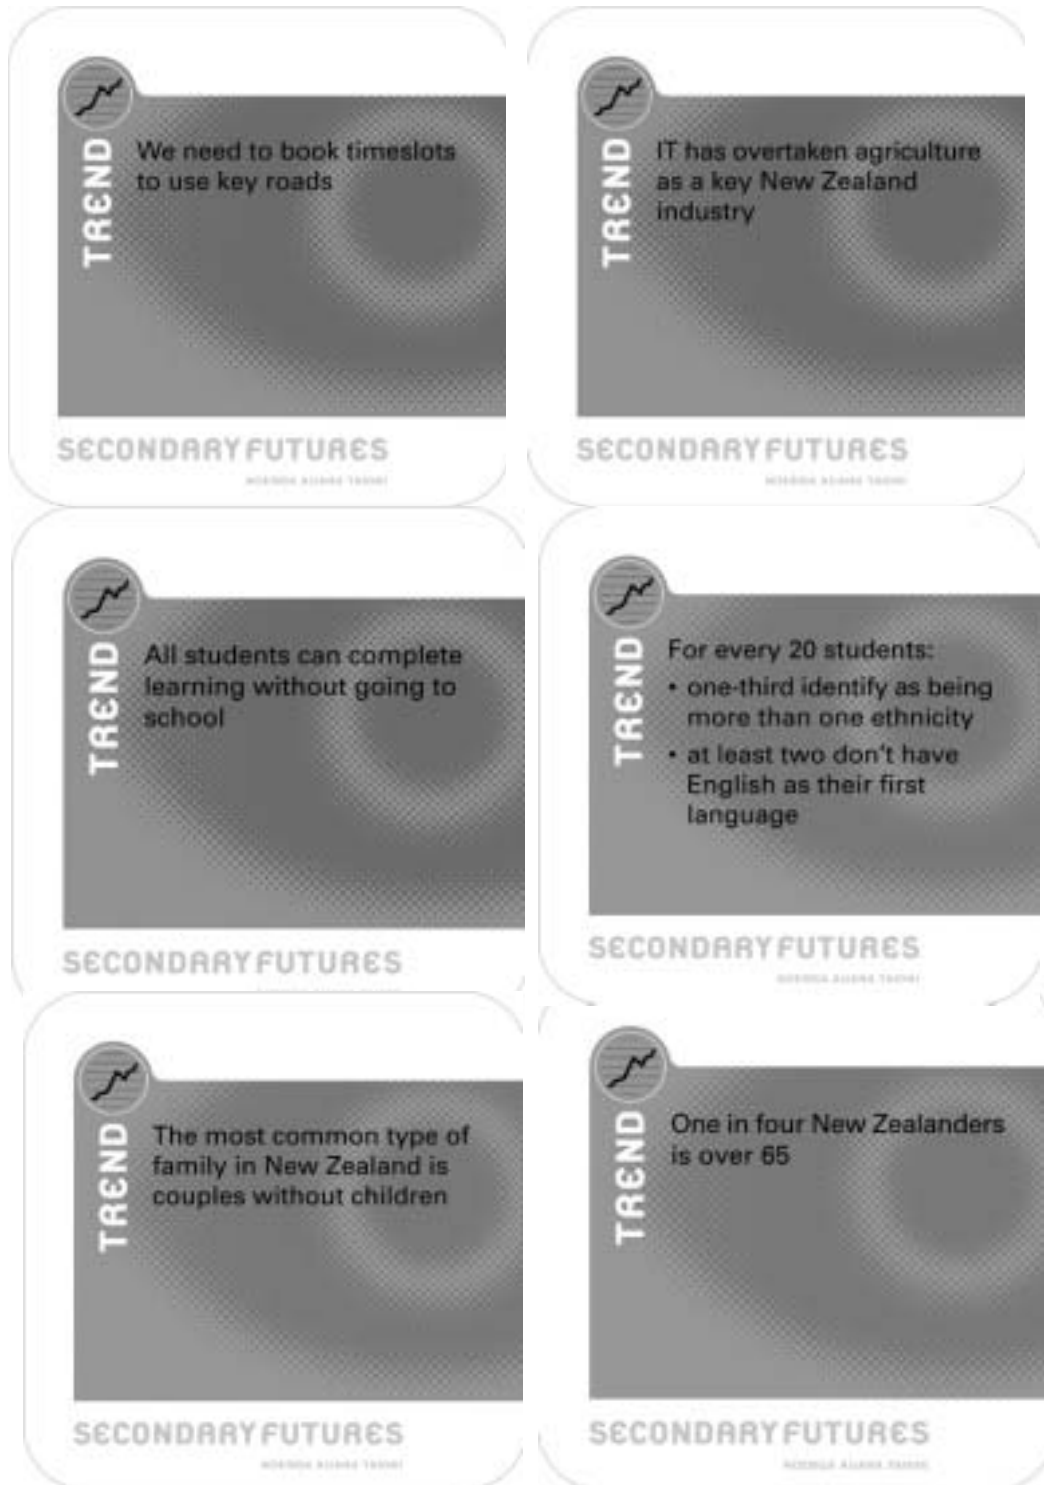 TREND
We need to book timeslots
to use key roads
SECONDARY FUTURES
TREND
IT has overtaken agriculture
as a key New Zealand
industry
SECONDARY FUTURES
TREND
All students can complete
learning without going to
school
SECONDARY FUTURES
TREND
For every 20 students:
• one-third identify as being
more than one ethnicity
• at least two don't have
English as their first
language
SECONDARY FUTURES
TREND
The most common type of
family in New Zealand is
couples without children
SECONDARY FUTURES
TREND
One in four New Zealanders
is over 65
SECONDARY FUTURES